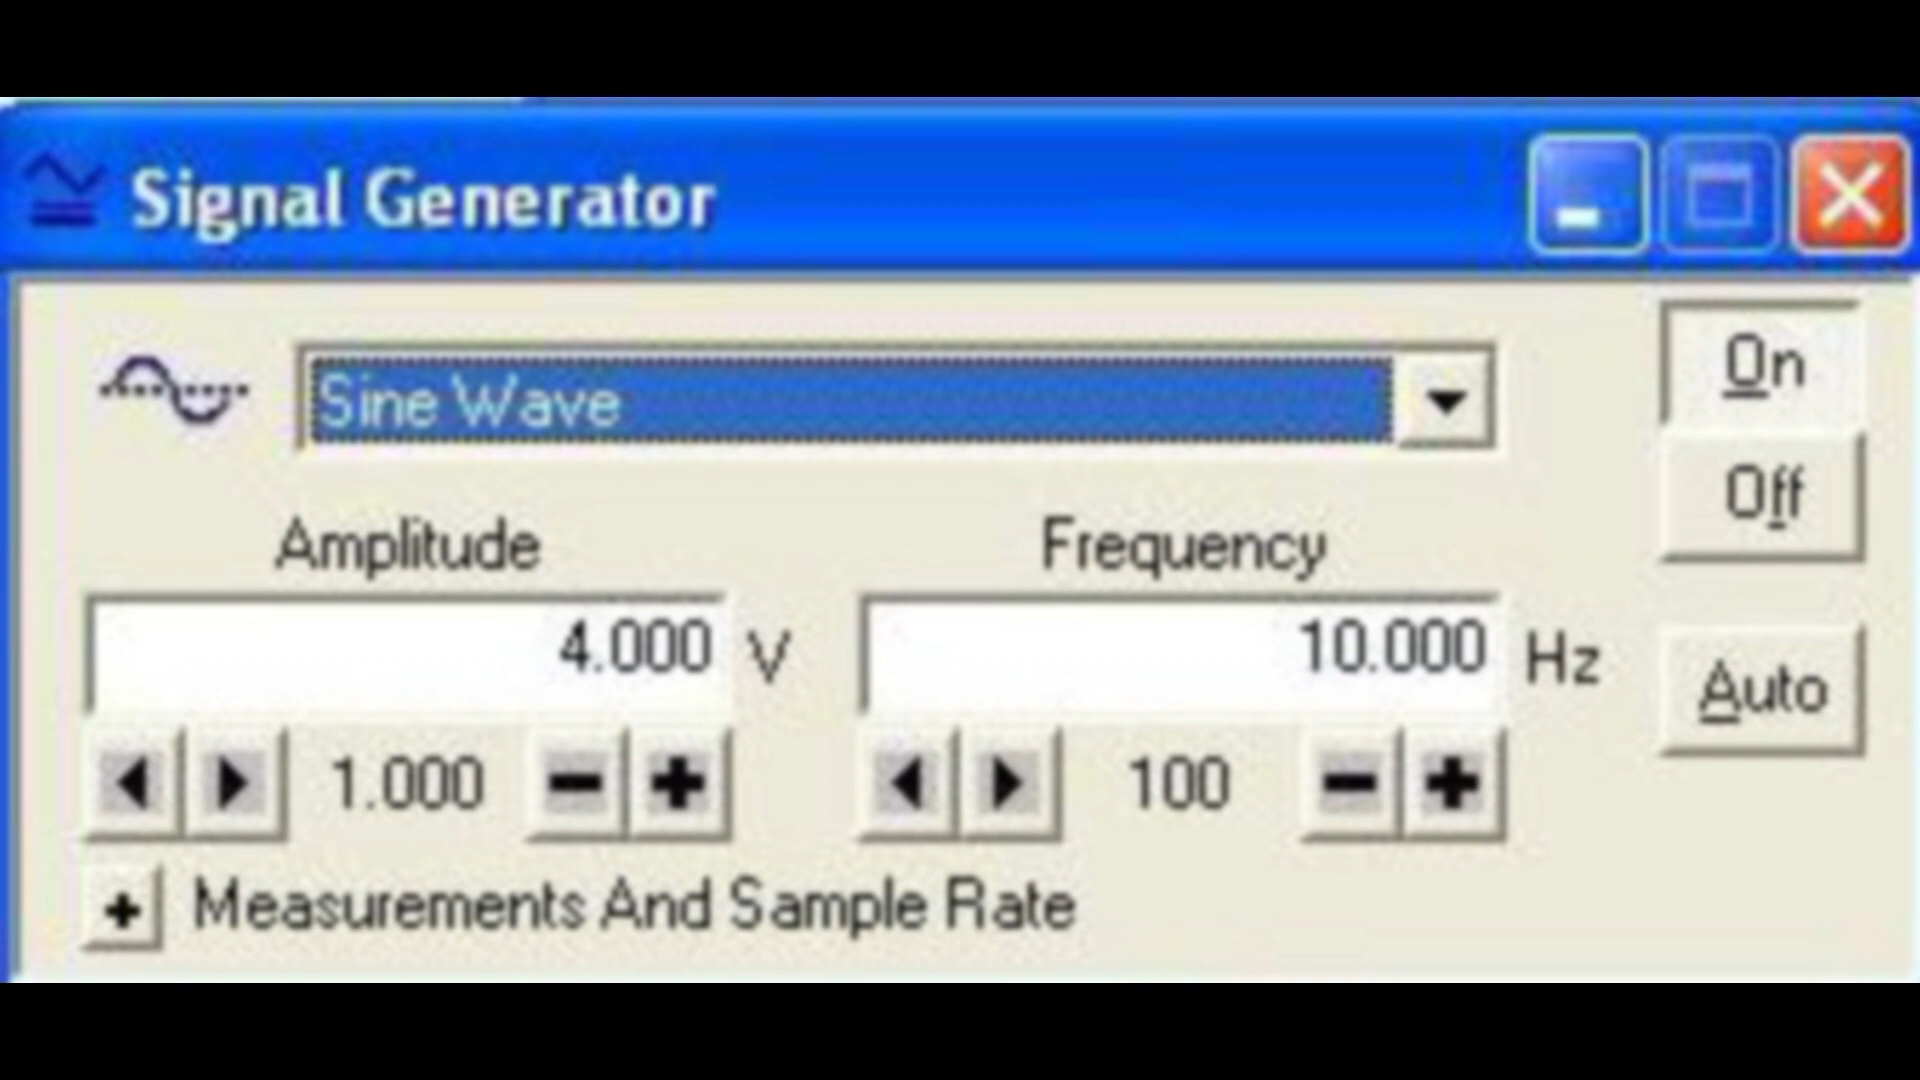 Signal Generator
Sine Wave
On
Off
Amplitude Frequency
4.000 V 10.000 Hz
Auto
1.000 100
+ Measurements And Sample Rate